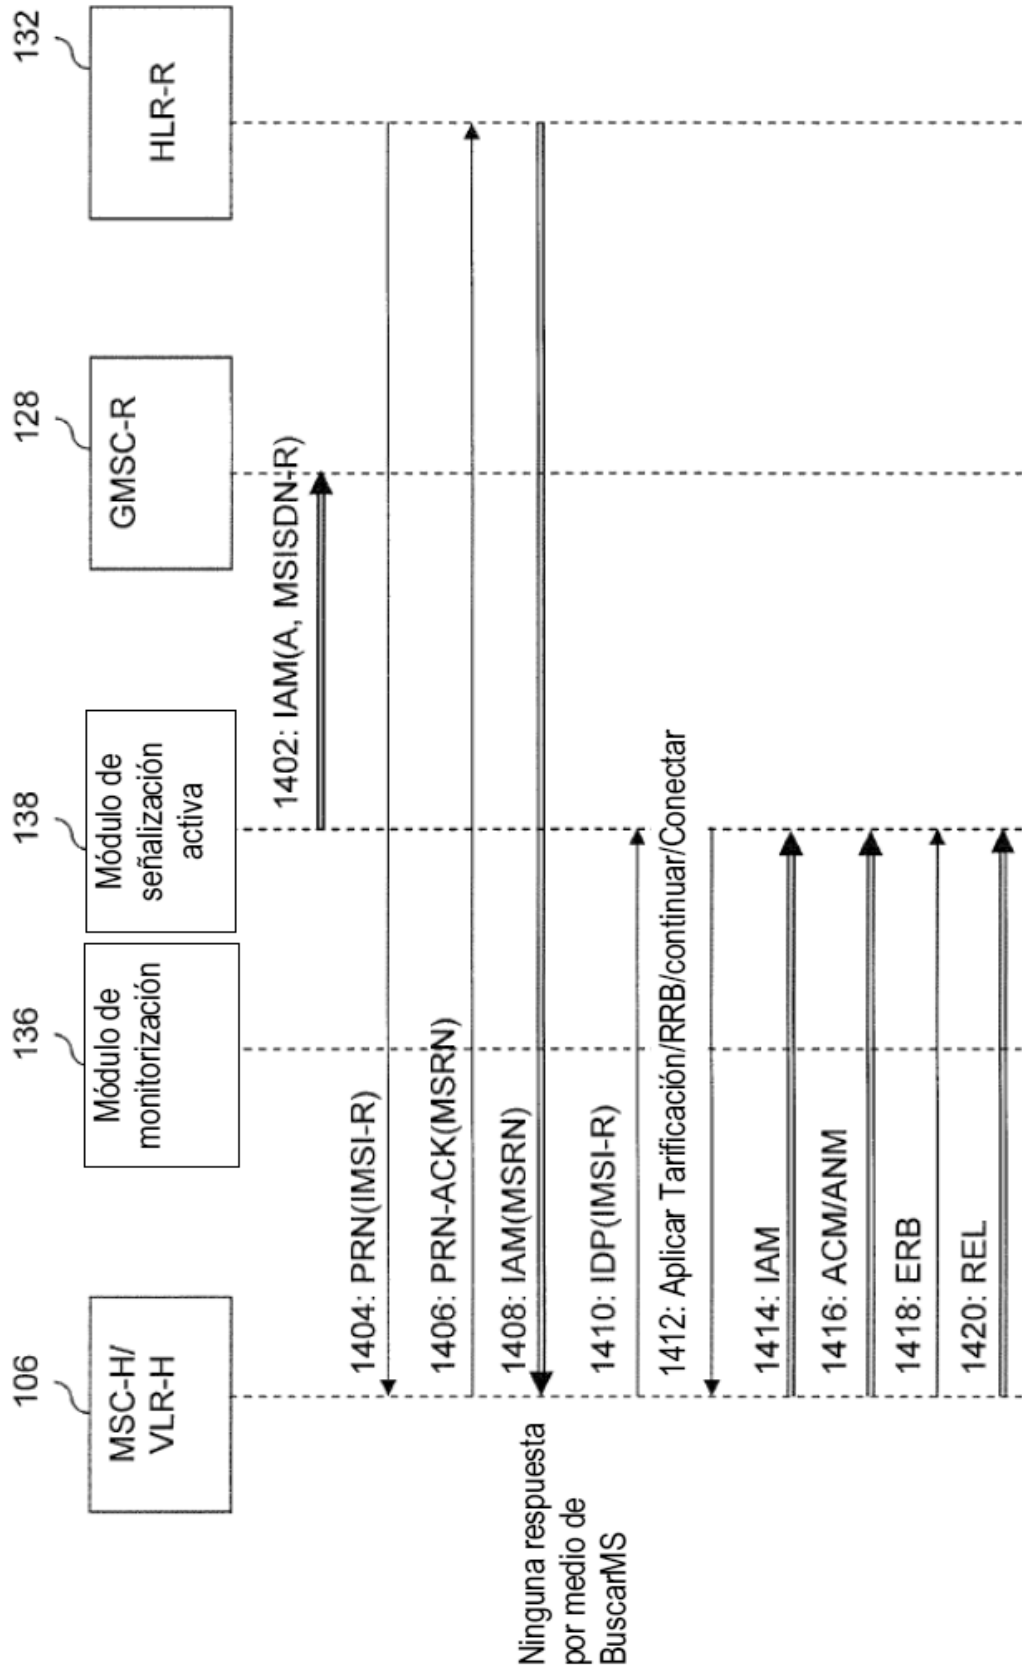 106
136
138
128
132
MSC-H/
VLR-H
Módulo de
monitorización
Módulo de
señalización
activa
GMSC-R
HLR-R
1402: IAM(A, MSISDN-R)
1404: PRN(IMSI-R)
1406: PRN-ACK(MSRN)
1408: IAM(MSRN)
Ninguna respuesta
por medio de
BuscarMS
1410: IDP(IMSI-R)
1412: Aplicar Tarificación/RRB/continuar/Conectar
1414: IAM
1416: ACM/ANM
1418: ERB
1420: REL